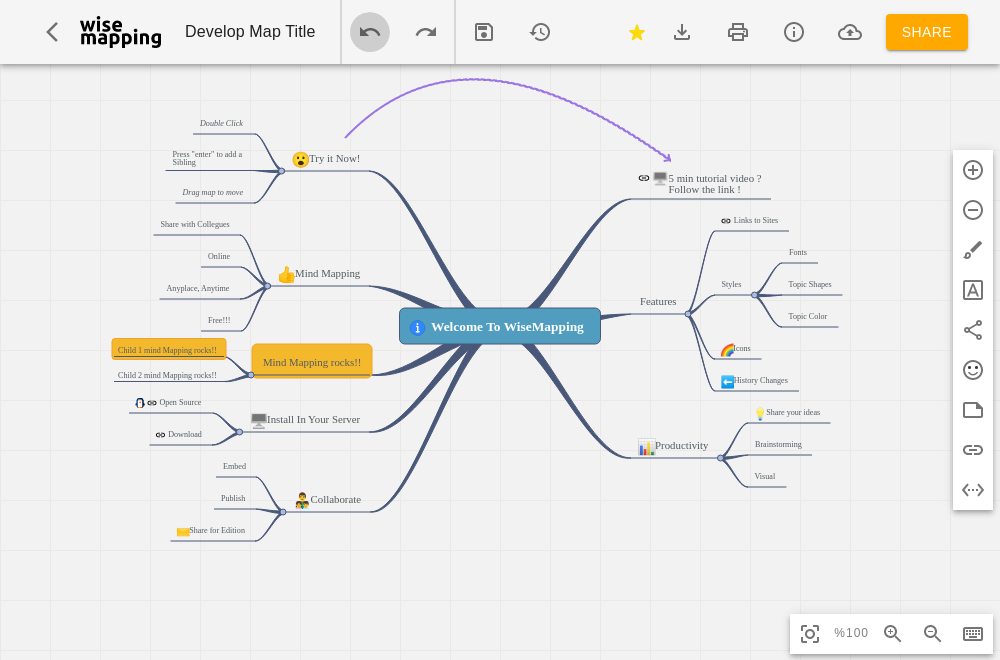 wise
mapping
Develop Map Title
SHARE
Double Click
Press "enter" to add a
Sibling
Drag map to move
Try it Now!
Share with Collegues
Online
Anyplace, Anytime
Free!!!
Mind Mapping
Child 1 mind Mapping rocks!!
Child 2 mind Mapping rocks!!
Mind Mapping rocks!!
Open Source
Download
Install In Your Server
Embed
Publish
Share for Edition
Collaborate
Welcome To WiseMapping
5 min tutorial video ?
Follow the link !
Features
Links to Sites
Styles
Fonts
Topic Shapes
Topic Color
Icons
History Changes
Productivity
Share your ideas
Brainstorming
Visual
A
%100